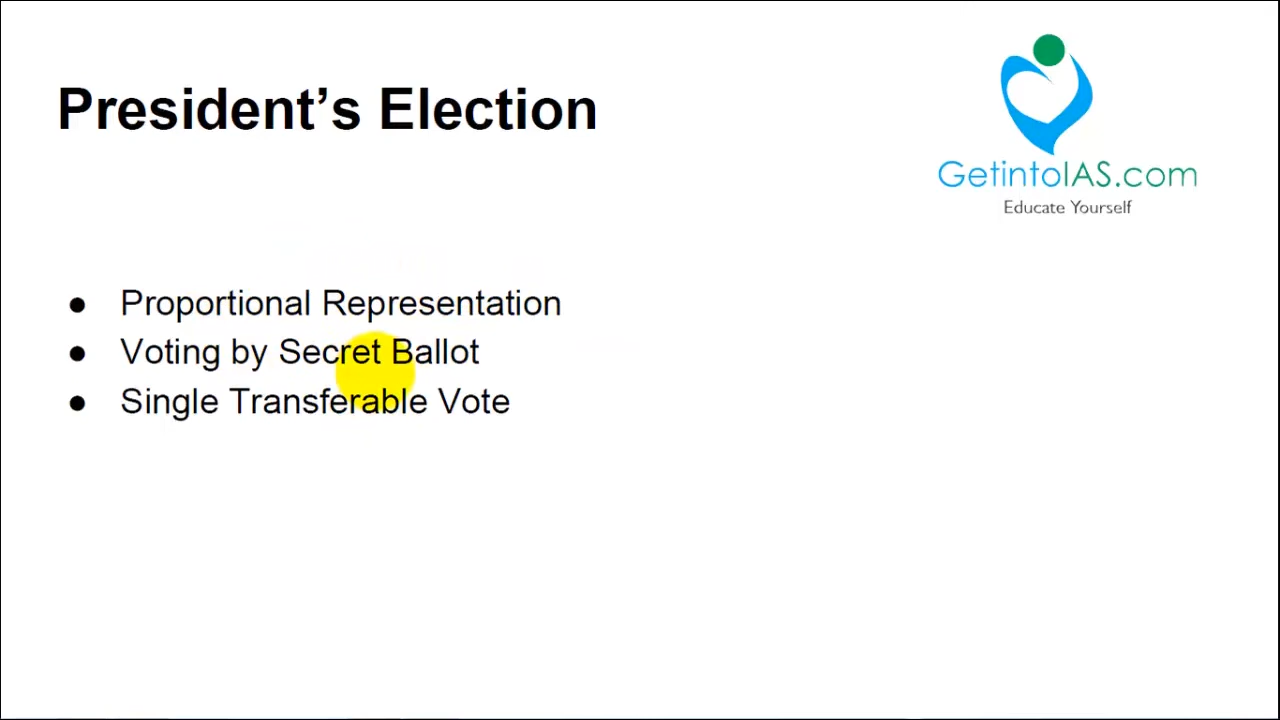 President’s Election
GetintoIAS.com
Educate Yourself
● Proportional Representation
● Voting by Secret Ballot
● Single Transferable Vote